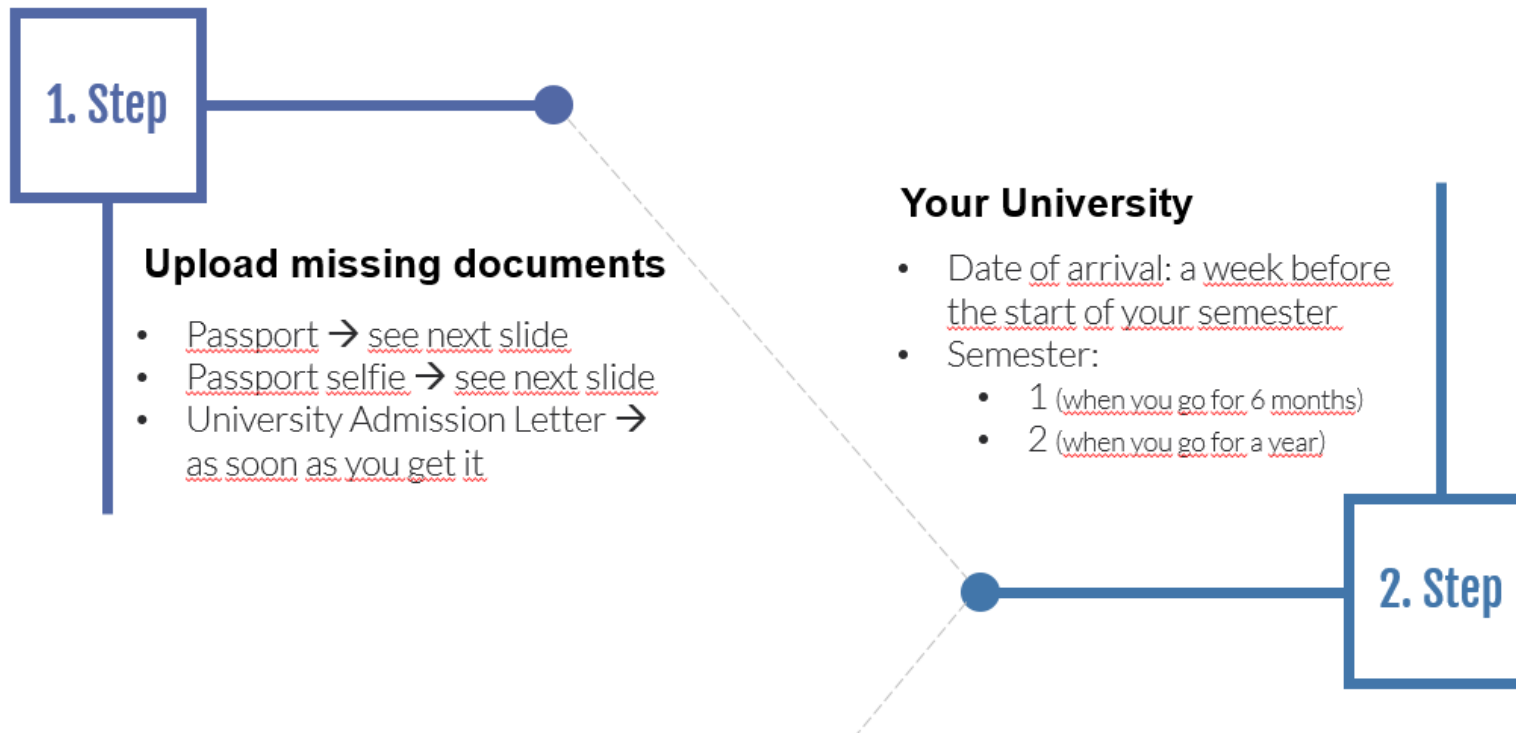 1. Step
Upload missing documents
• Passport → see next slide
• Passport selfie → see next slide
• University Admission Letter →
as soon as you get it
Your University
• Date of arrival: a week before
the start of your semester
• Semester:
• 1 (when you go for 6 months)
• 2 (when you go for a year)
2. Step